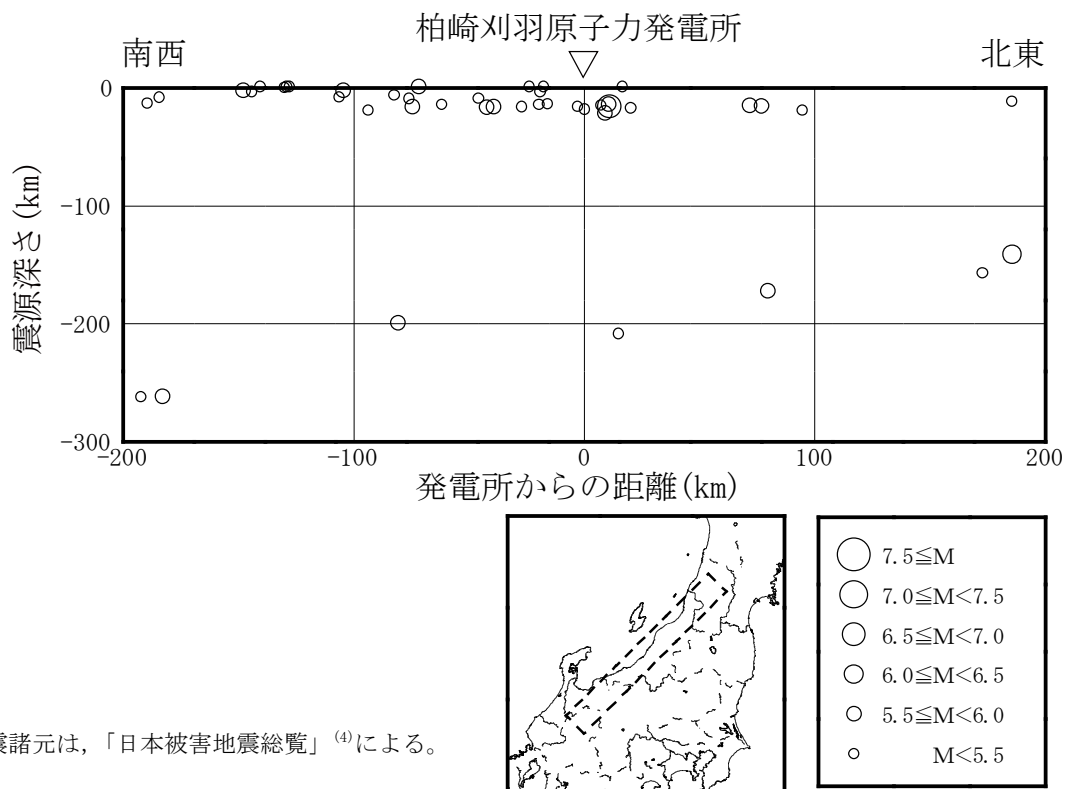 柏崎刈羽原子力発電所
南西
北東
0
-100
-200
-300
震源深さ(km)
-200
-100
0
100
200
発電所からの距離(km)
7.5≦M
7.0≦M<7.5
6.5≦M<7.0
6.0≦M<6.5
5.5≦M<6.0
M<5.5
震諸元は,「日本被害地震総覧」(4)による。